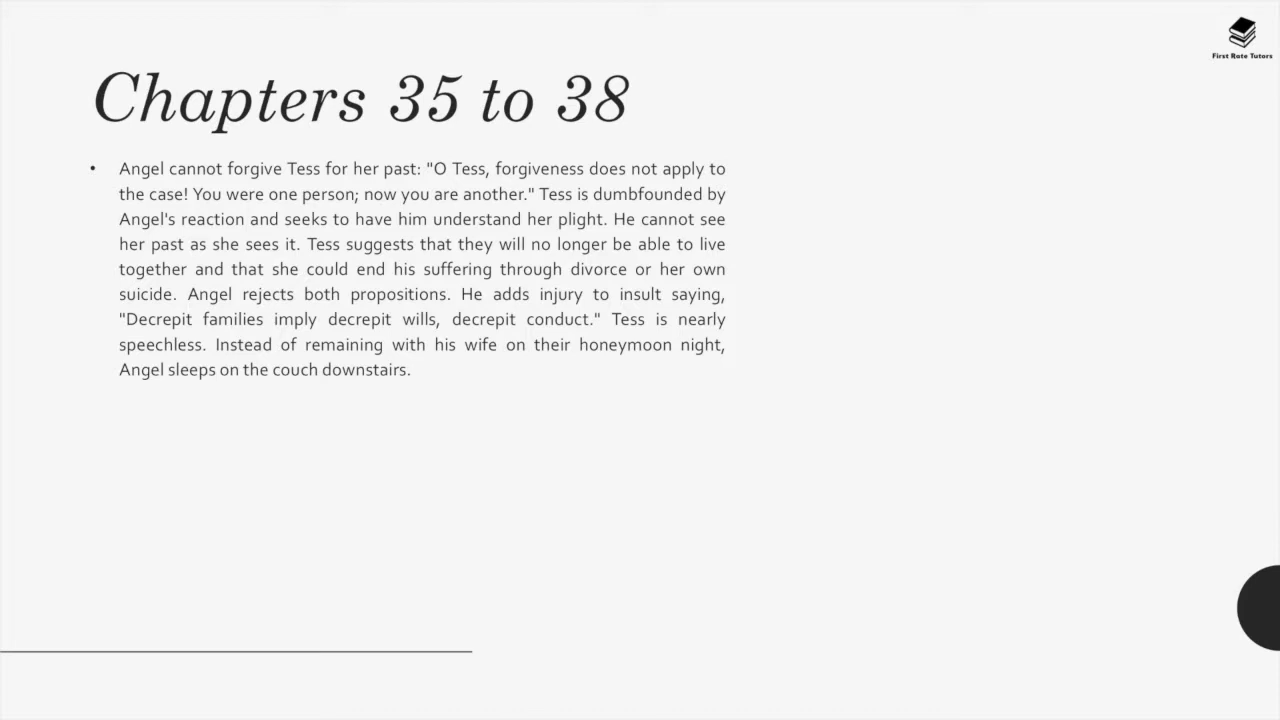 First Rate Tutors
Chapters 35 to 38
• Angel cannot forgive Tess for her past: "O Tess, forgiveness does not apply to
the case! You were one person; now you are another." Tess is dumbfounded by
Angel's reaction and seeks to have him understand her plight. He cannot see
her past as she sees it. Tess suggests that they will no longer be able to live
together and that she could end his suffering through divorce or her own
suicide. Angel rejects both propositions. He adds injury to insult saying,
"Decrepit families imply decrepit wills, decrepit conduct." Tess is nearly
speechless. Instead of remaining with his wife on their honeymoon night,
Angel sleeps on the couch downstairs.